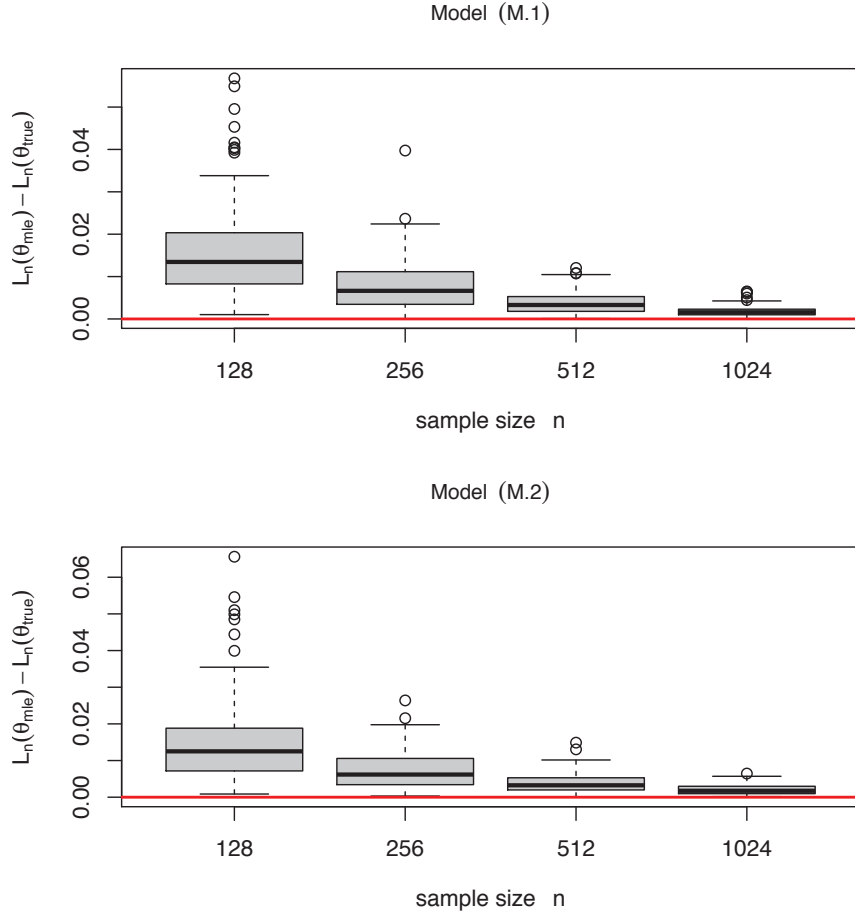 Model (M.1)
Lₙ(θₘₗₑ) − Lₙ(θₜᵣᵤₑ)
0.04
0.02
0.00
128 256 512 1024
sample size n
Model (M.2)
Lₙ(θₘₗₑ) − Lₙ(θₜᵣᵤₑ)
0.06
0.04
0.02
0.00
128 256 512 1024
sample size n